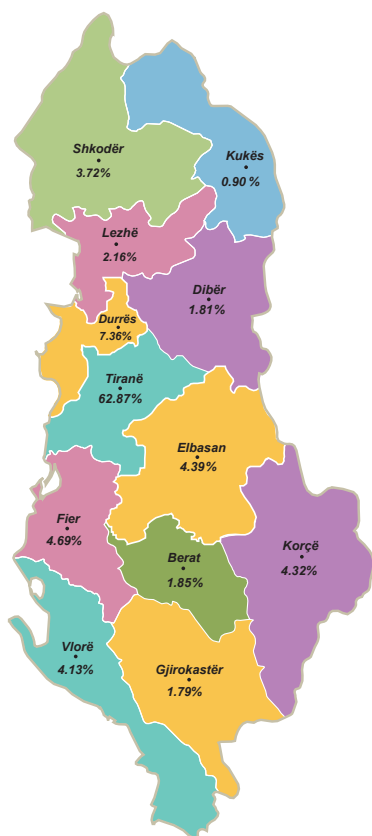 Shkodër
3.72%
Kukës
0.90 %
Lezhë
2.16%
Dibër
1.81%
Durrës
7.36%
Tiranë
62.87%
Elbasan
4.39%
Fier
4.69%
Berat
1.85%
Korçë
4.32%
Vlorë
4.13%
Gjirokastër
1.79%